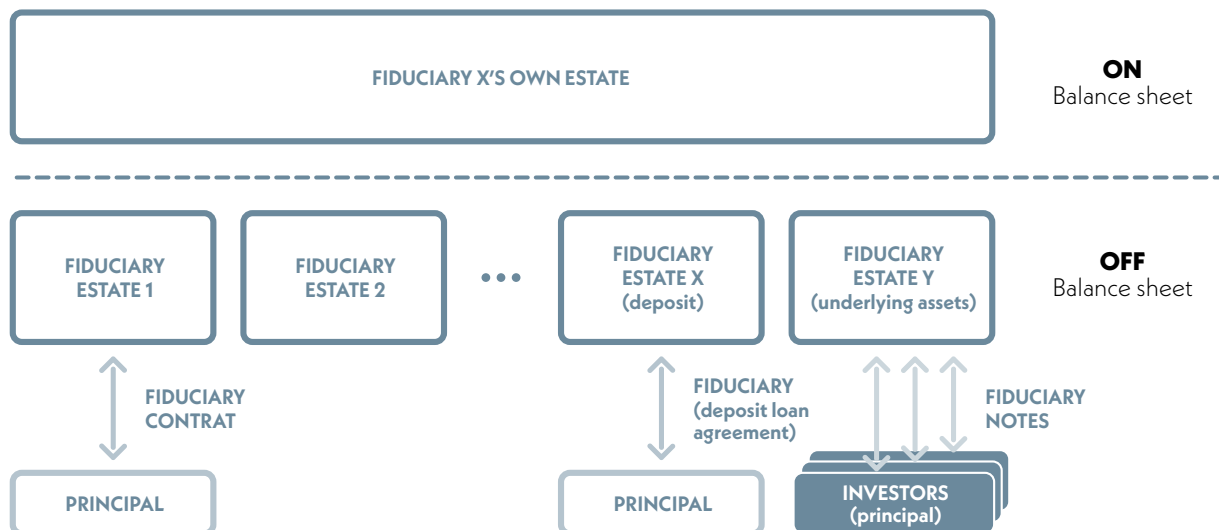 FIDUCIARY X'S OWN ESTATE
ON
Balance sheet
FIDUCIARY
ESTATE 1
FIDUCIARY
ESTATE 2
•••
FIDUCIARY
ESTATE X
(deposit)
FIDUCIARY
ESTATE Y
(underlying assets)
OFF
Balance sheet
FIDUCIARY
CONTRAT
FIDUCIARY
(deposit loan
agreement)
FIDUCIARY
NOTES
PRINCIPAL
PRINCIPAL
INVESTORS
(principal)